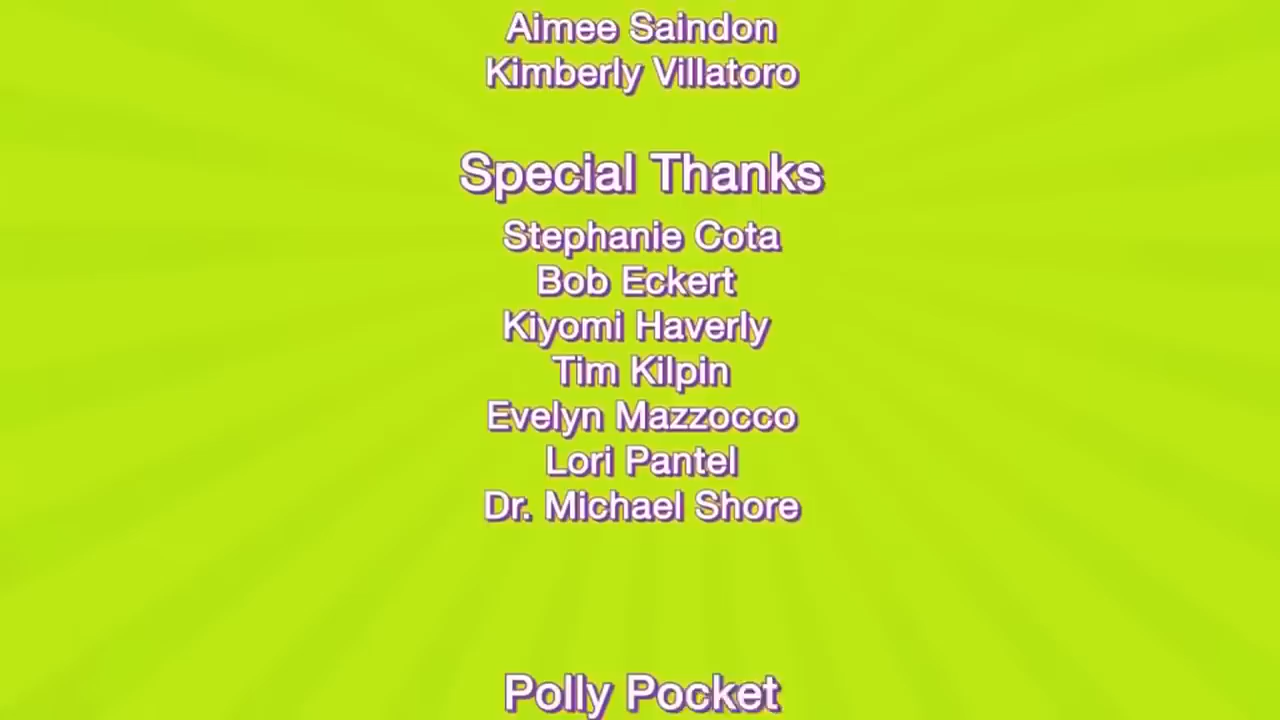 Aimee Saindon
Kimberly Villatoro
Special Thanks
Stephanie Cota
Bob Eckert
Kiyomi Haverly
Tim Kilpin
Evelyn Mazzocco
Lori Pantel
Dr. Michael Shore
Polly Pocket